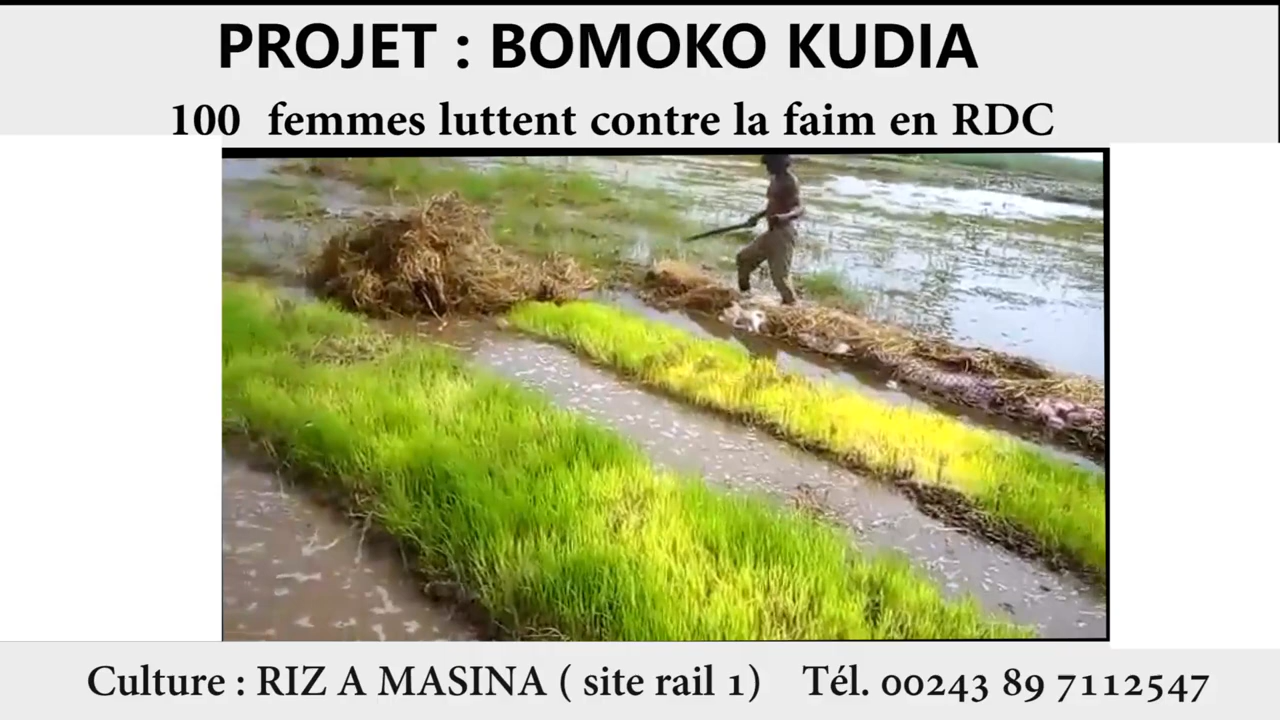 PROJET : BOMOKO KUDIA
100 femmes luttent contre la faim en RDC
Culture : RIZ A MASINA ( site rail 1) Tél. 00243 89 7112547